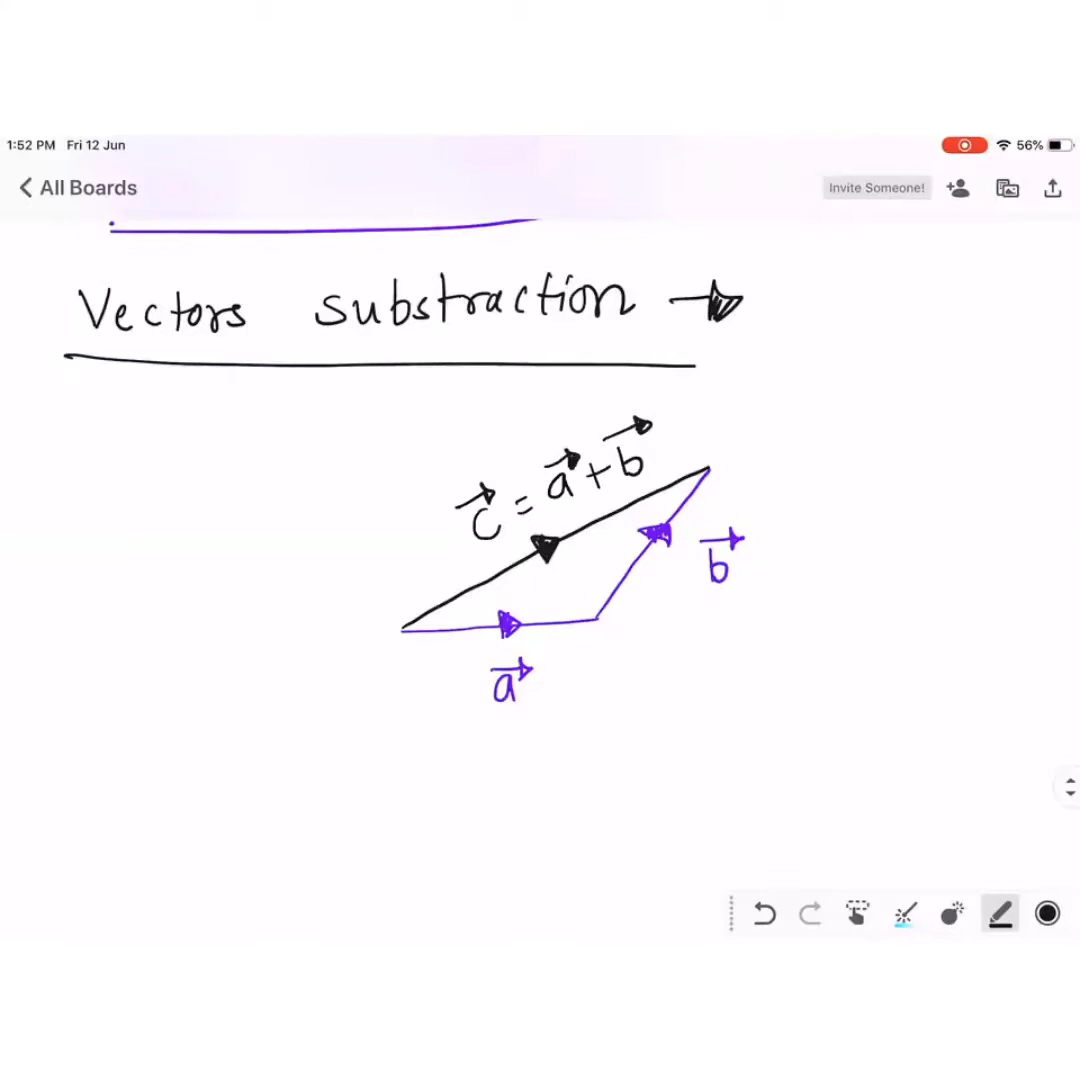 1:52 PM Fri 12 Jun
56%
All Boards
Invite Someone!
Vectors substraction →
c⃗ = a⃗ + b⃗
b⃗
a⃗